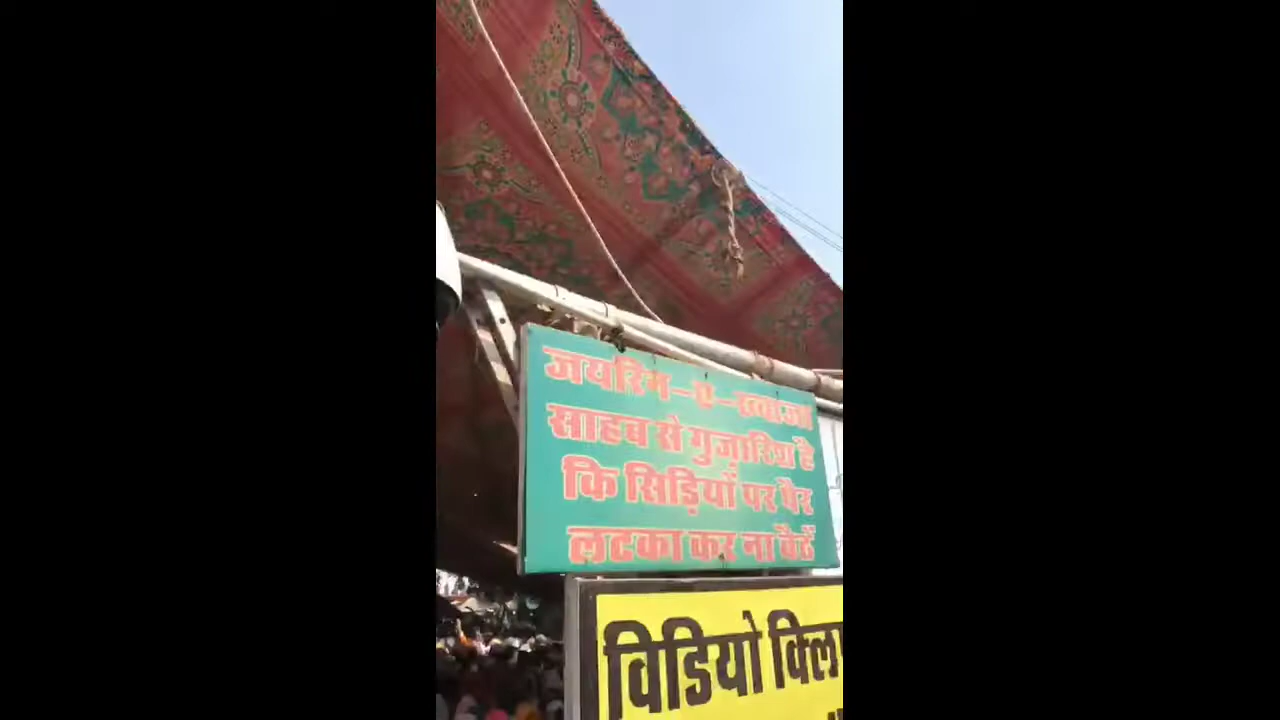 जयरिन-ए-ख्वाजा
साहब से गुज़ारिश है
कि सिड़ियों पर पैर
लटका कर ना बैठें
विडियो क्लि